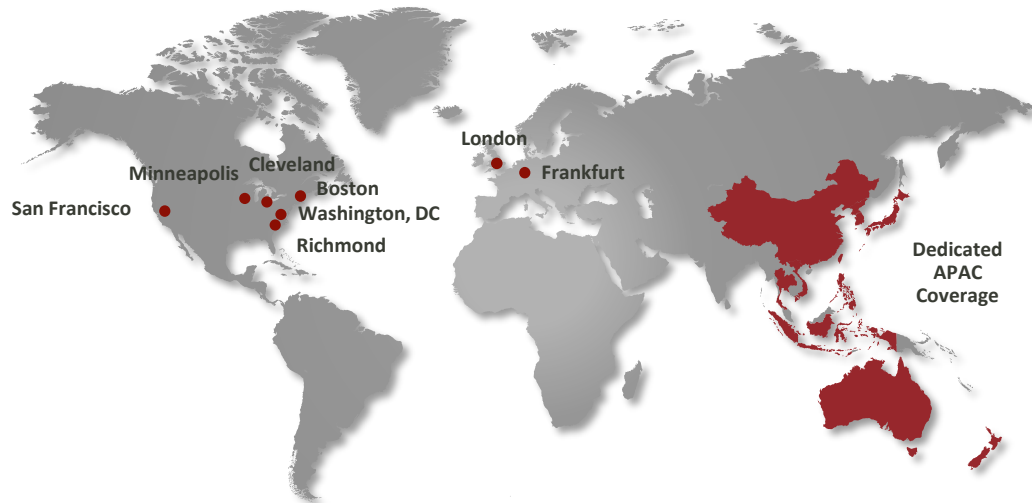 London
Cleveland
Minneapolis
Frankfurt
Boston
San Francisco
Washington, DC
Richmond
Dedicated
APAC
Coverage